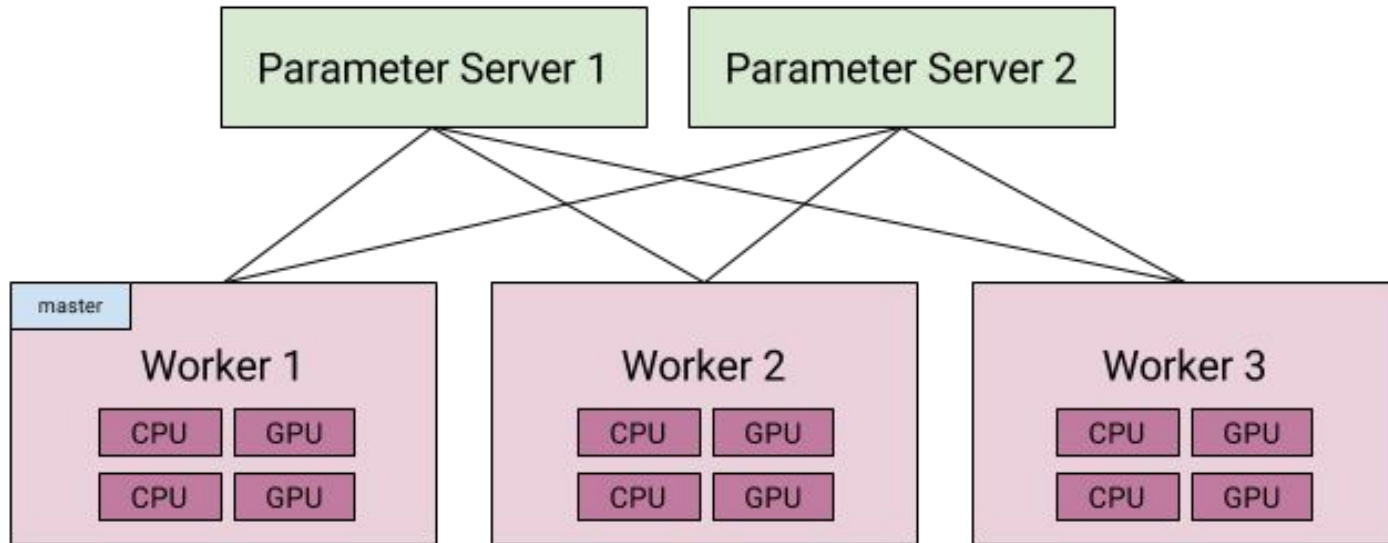 Parameter Server 1
Parameter Server 2
master
Worker 1
CPU GPU
CPU GPU
Worker 2
CPU GPU
CPU GPU
Worker 3
CPU GPU
CPU GPU